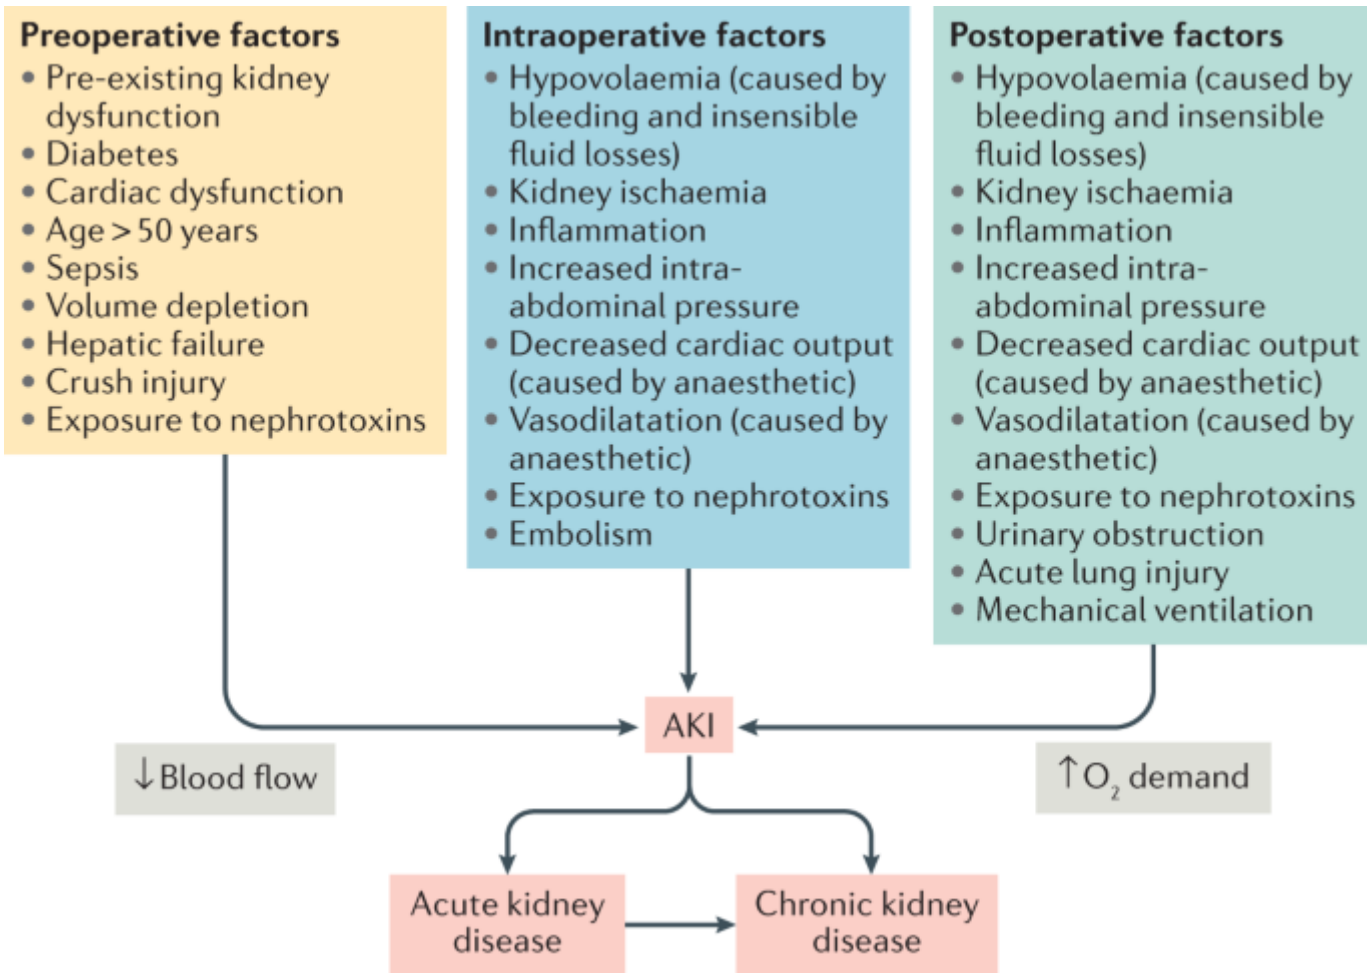 Preoperative factors
• Pre-existing kidney
dysfunction
• Diabetes
• Cardiac dysfunction
• Age > 50 years
• Sepsis
• Volume depletion
• Hepatic failure
• Crush injury
• Exposure to nephrotoxins
Intraoperative factors
• Hypovolaemia (caused by
bleeding and insensible
fluid losses)
• Kidney ischaemia
• Inflammation
• Increased intra-
abdominal pressure
• Decreased cardiac output
(caused by anaesthetic)
• Vasodilatation (caused by
anaesthetic)
• Exposure to nephrotoxins
• Embolism
Postoperative factors
• Hypovolaemia (caused by
bleeding and insensible
fluid losses)
• Kidney ischaemia
• Inflammation
• Increased intra-
abdominal pressure
• Decreased cardiac output
(caused by anaesthetic)
• Vasodilatation (caused by
anaesthetic)
• Exposure to nephrotoxins
• Urinary obstruction
• Acute lung injury
• Mechanical ventilation
AKI
↓ Blood flow
↑ O₂ demand
Acute kidney
disease
Chronic kidney
disease